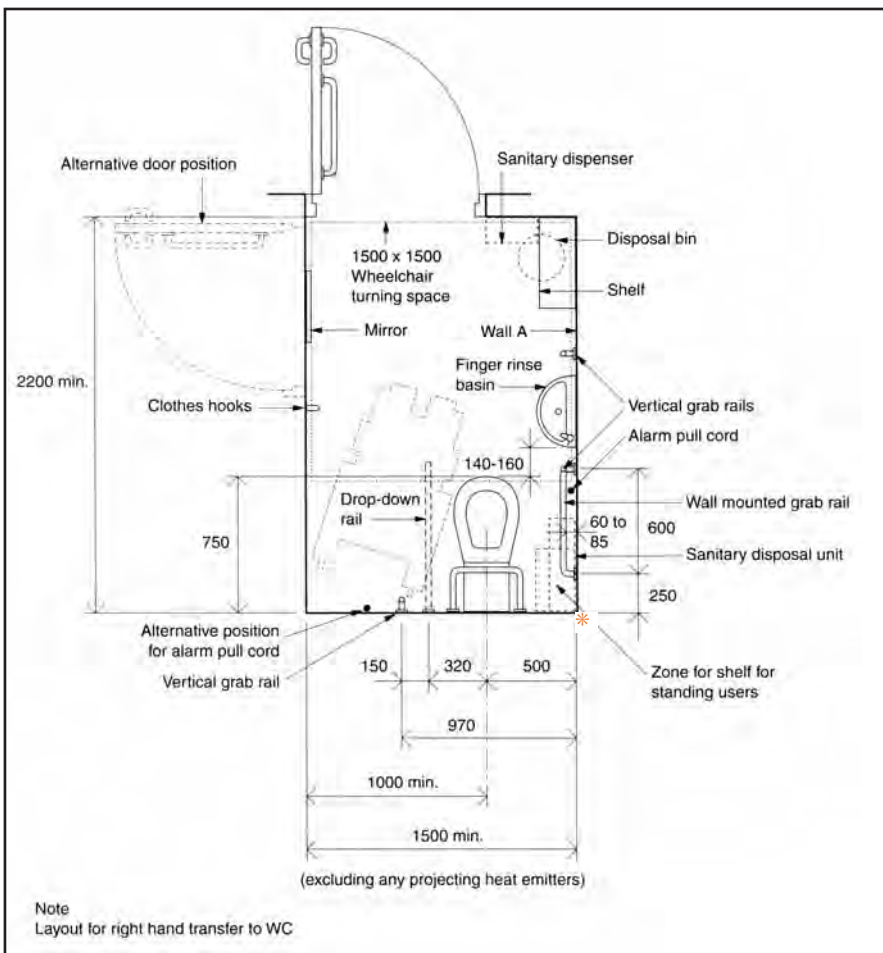 Alternative door position
Sanitary dispenser
Disposal bin
1500 x 1500
Wheelchair
turning space
Shelf
Mirror
Wall A
2200 min.
Finger rinse
basin
Clothes hooks
Vertical grab rails
Alarm pull cord
140-160
Drop-down
rail
Wall mounted grab rail
60 to
85
600
750
Sanitary disposal unit
250
Alternative position
for alarm pull cord
Vertical grab rail
150
320
500
Zone for shelf for
standing users
970
1000 min.
1500 min.
(excluding any projecting heat emitters)
Note
Layout for right hand transfer to WC